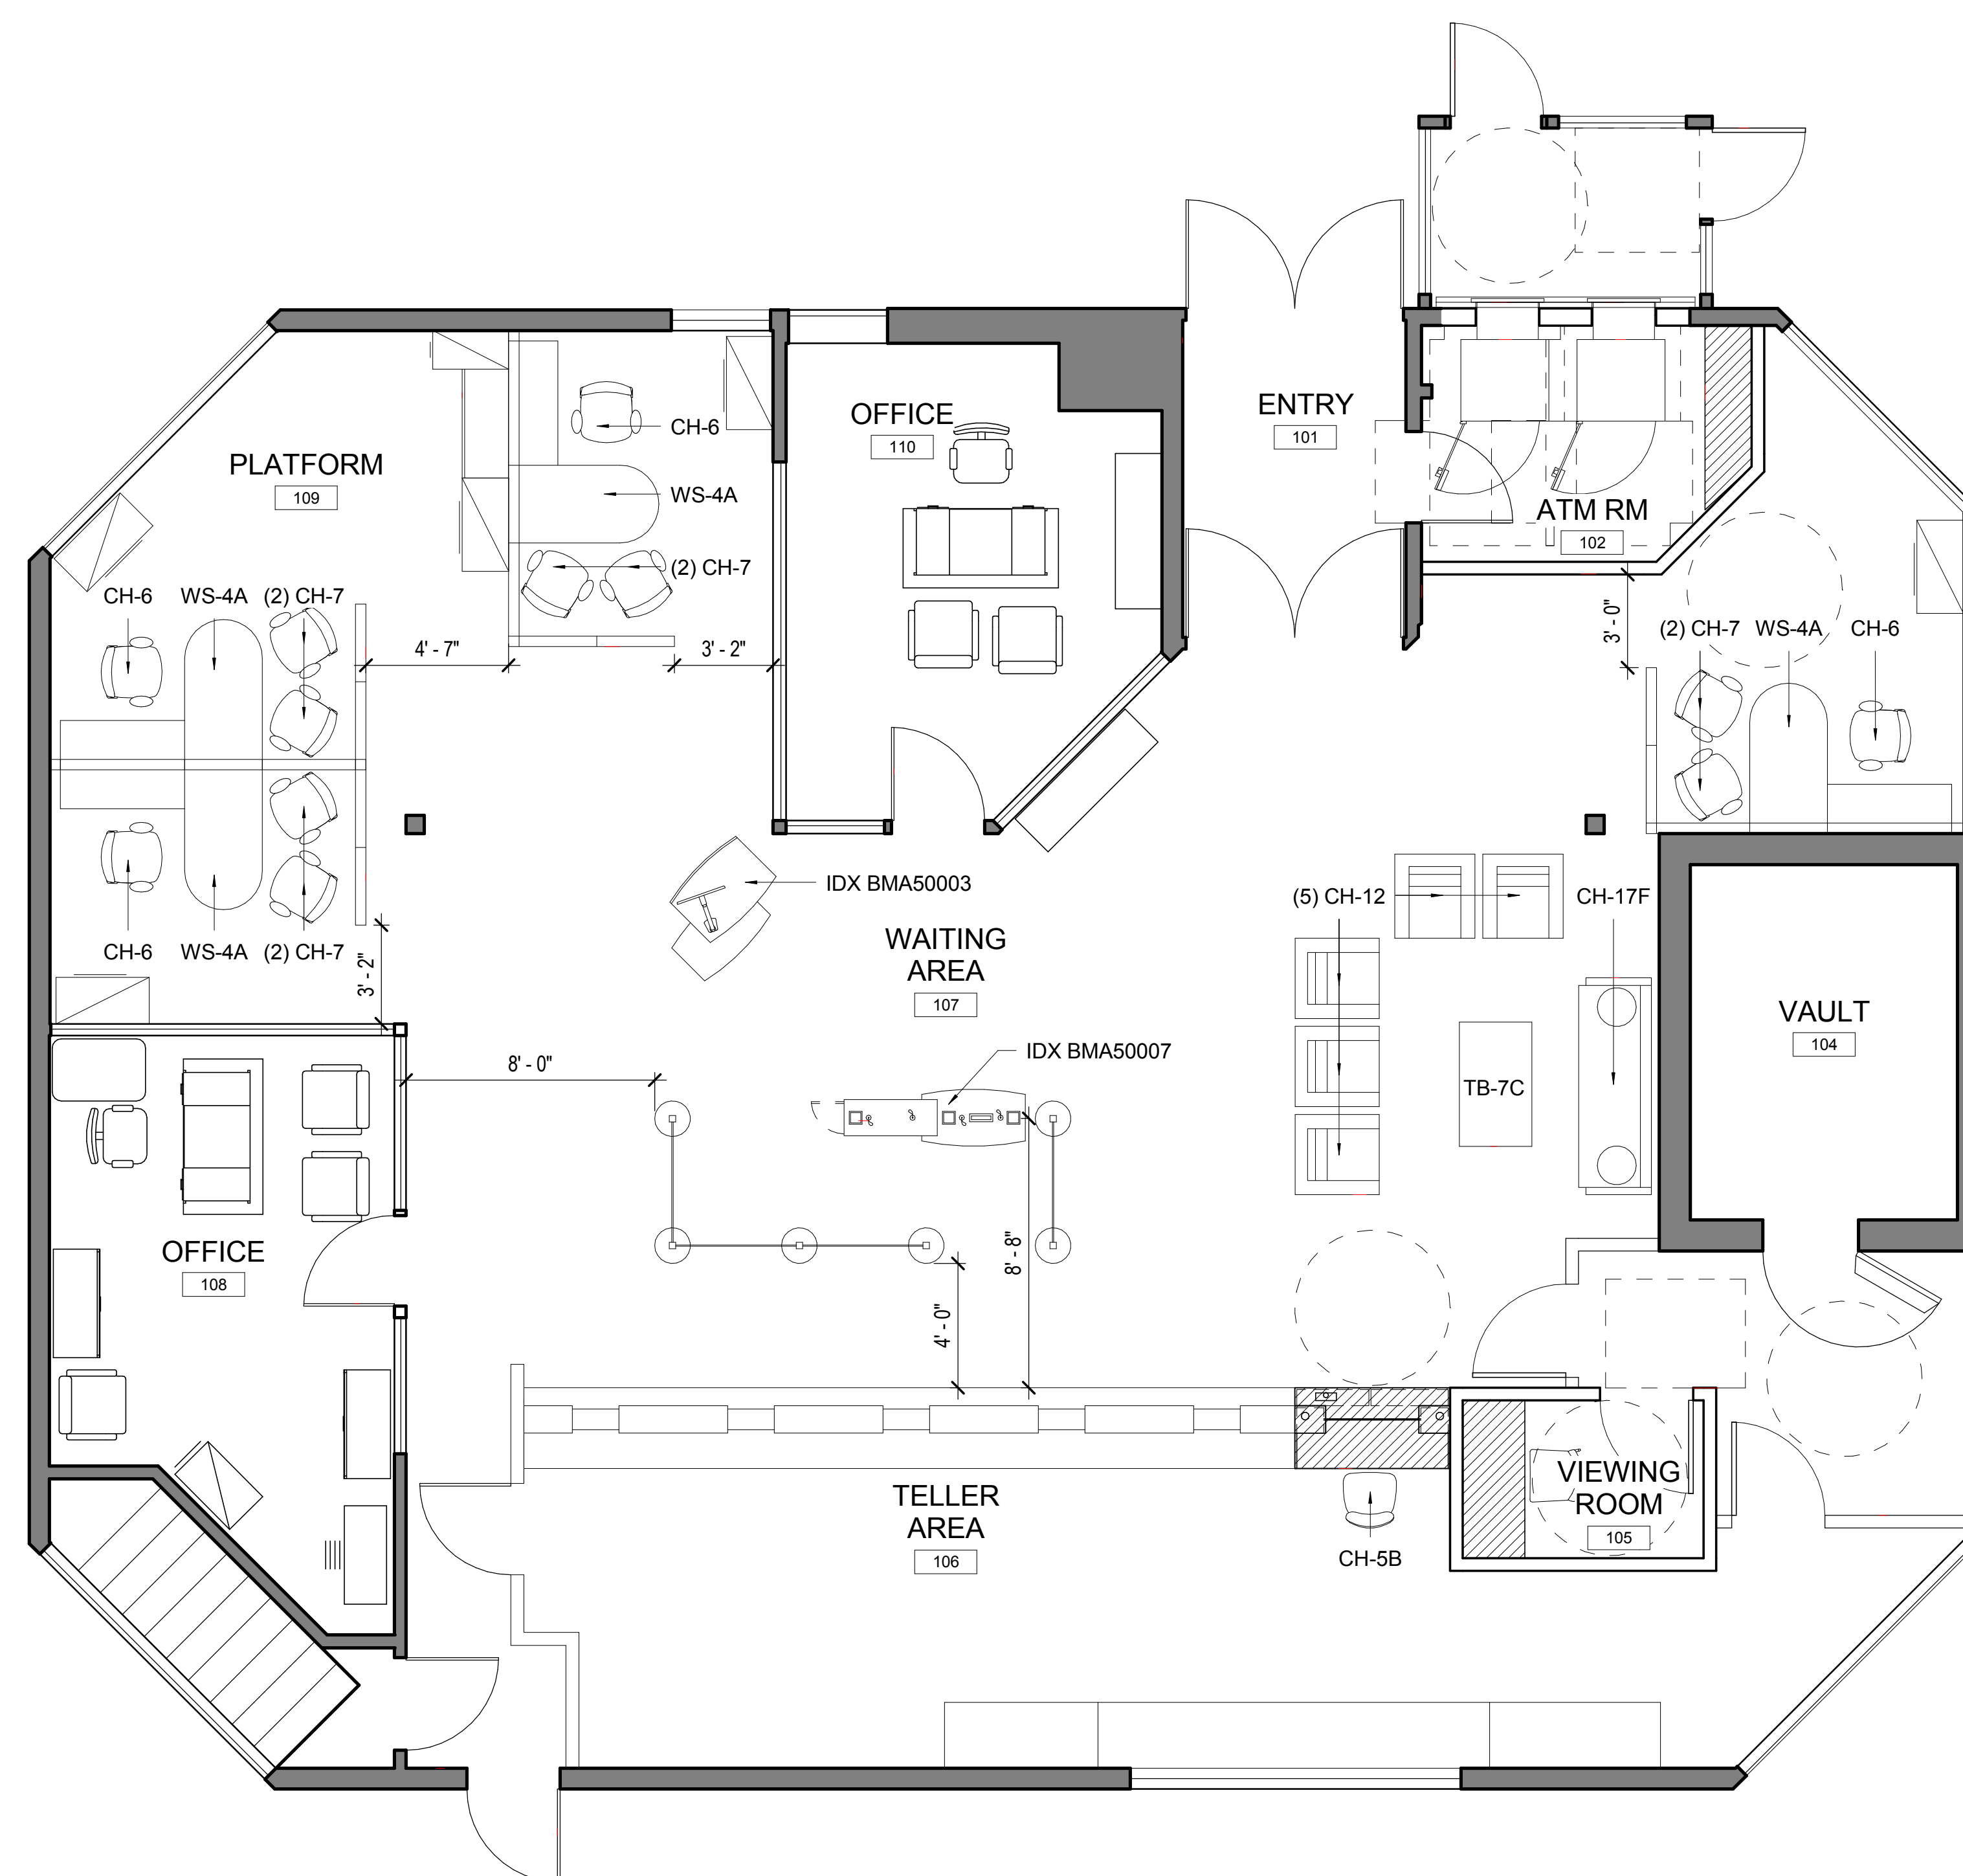 ENTRY
101
OFFICE
110
CH-6
PLATFORM
109
WS-4A
ATM RM
102
(2) CH-7
CH-6 WS-4A (2) CH-7
3' - 0"
(2) CH-7 WS-4A CH-6
4' - 7"
3' - 2"
IDX BMA50003
(5) CH-12
CH-17F
WAITING
AREA
107
CH-6 WS-4A (2) CH-7
3' - 2"
VAULT
104
IDX BMA50007
8' - 0"
TB-7C
OFFICE
108
8' - 8"
4' - 0"
VIEWING
ROOM
105
TELLER
AREA
106
CH-5B